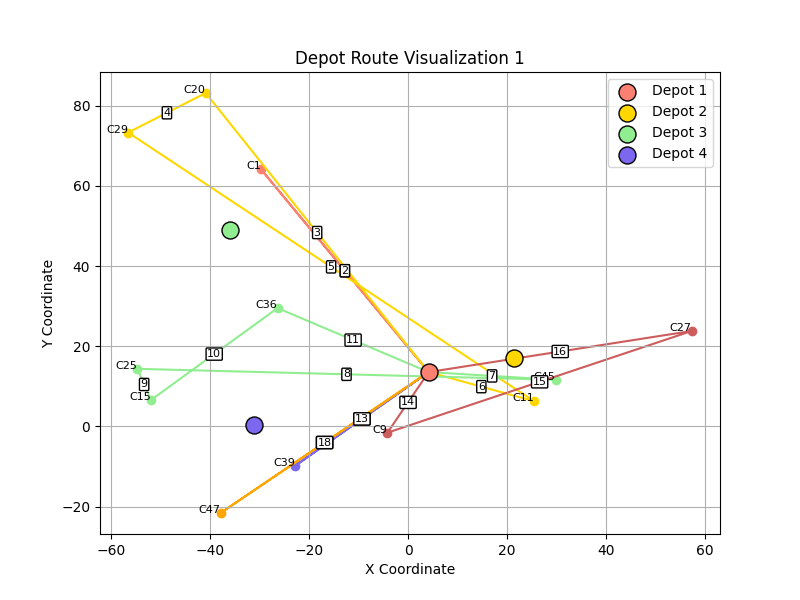 Depot Route Visualization 1
Depot 1
Depot 2
Depot 3
Depot 4
C20
4
C29
C1
3
5
2
C36
11
10
C27
16
C25
8
9
C15
7
C45
15
6
C11
14
C9
13
18
C39
C47
80
60
40
20
0
−20
−60
−40
−20
0
20
40
60
X Coordinate
Y Coordinate